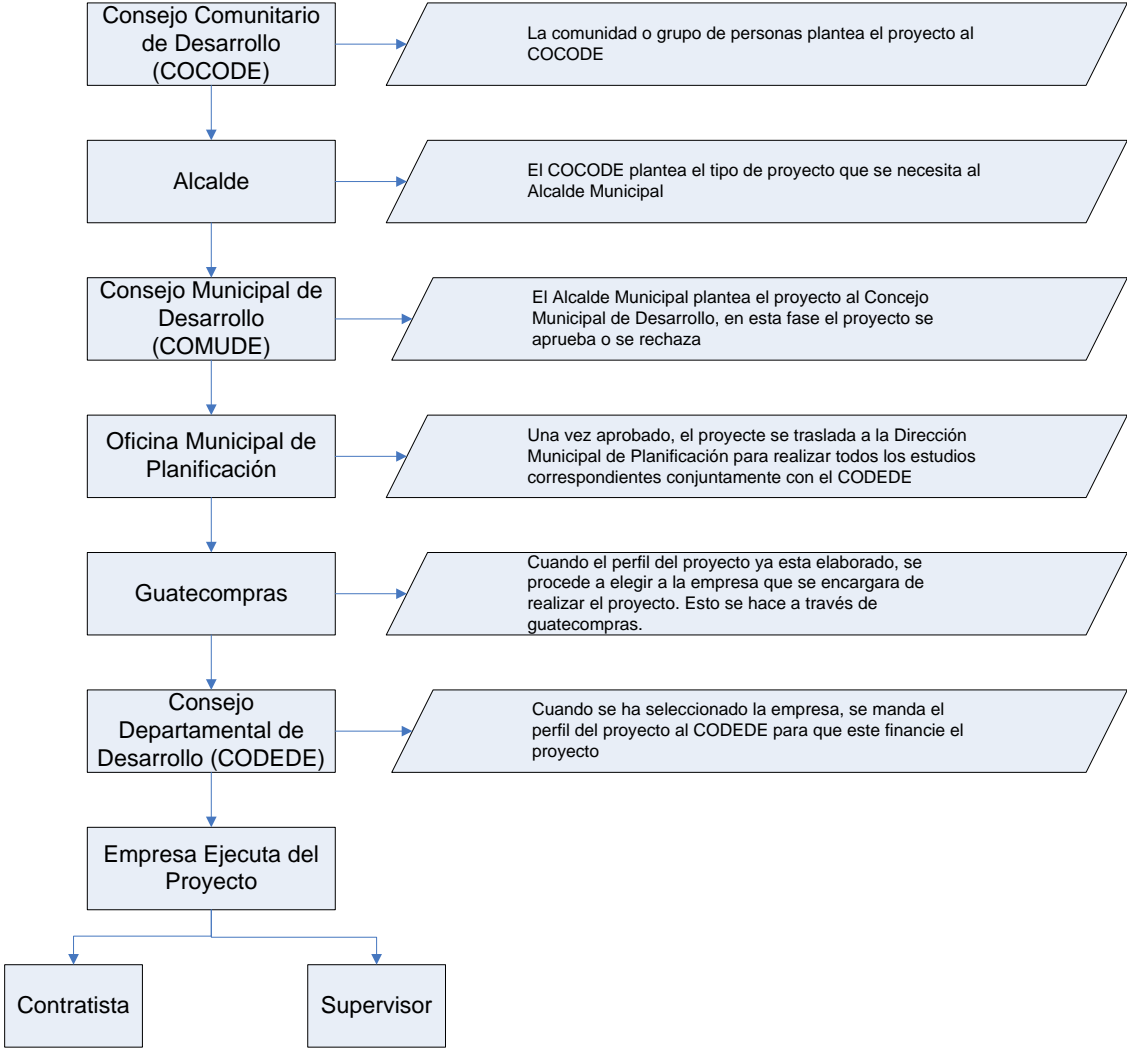 Consejo Comunitario
de Desarrollo
(COCODE)
La comunidad o grupo de personas plantea el proyecto al
COCODE
Alcalde
El COCODE plantea el tipo de proyecto que se necesita al
Alcalde Municipal
Consejo Municipal de
Desarrollo
(COMUDE)
El Alcalde Municipal plantea el proyecto al Concejo
Municipal de Desarrollo, en esta fase el proyecto se
aprueba o se rechaza
Oficina Municipal de
Planificación
Una vez aprobado, el proyecte se traslada a la Dirección
Municipal de Planificación para realizar todos los estudios
correspondientes conjuntamente con el CODEDE
Guatecompras
Cuando el perfil del proyecto ya esta elaborado, se
procede a elegir a la empresa que se encargara de
realizar el proyecto. Esto se hace a través de
guatecompras.
Consejo
Departamental de
Desarrollo (CODEDE)
Cuando se ha seleccionado la empresa, se manda el
perfil del proyecto al CODEDE para que este financie el
proyecto
Empresa Ejecuta del
Proyecto
Contratista
Supervisor